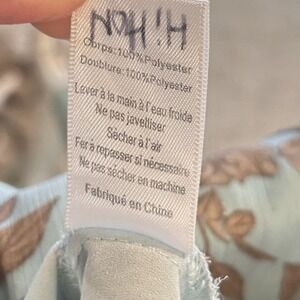 Corps:100%Polyester
Doublure:100%Polyester
Laver à la main à l'eau froide
Ne pas javelliser
Sécher à l'air
Fer à repasser si nécessaire
Ne pas sécher en machine
Fabriqué en Chine